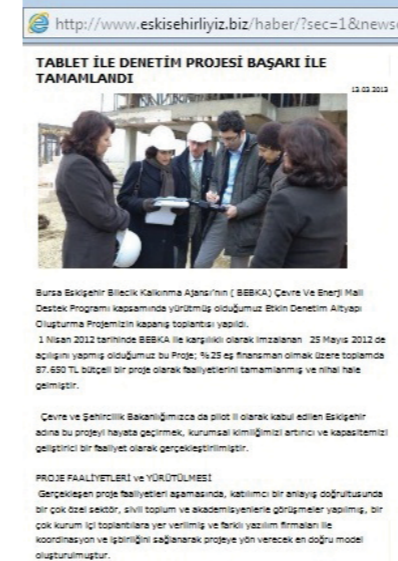 http://www.eskisehirliyiz.biz/haber/?sec=1&newsc
TABLET İLE DENETİM PROJESİ BAŞARI İLE
TAMAMLANDI
13.03.2013
Bursa Eskişehir Bilecik Kalkınma Ajansı'nın ( BEBKA) Çevre Ve Enerji Mali
Destek Programı kapsamında yürütmüş olduğumuz Etkin Denetim Altyapı
Oluşturma Projemizin kapanış toplantısı yapıldı.
1 Nisan 2012 tarihinde BEBKA ile karşılıklı olarak imzalanan 25 Mayıs 2012 de
açılışını yapmış olduğumuz bu Proje; %25 eş finansman olmak üzere toplamda
87.650 TL bütçeli bir proje olarak faaliyetlerini tamamlanmış ve nihai hale
gelmiştir.
Çevre ve Şehircilik Bakanlığımızca da pilot il olarak kabul edilen Eskişehir
adına bu projeyi hayata geçirmek, kurumsal kimliğimizi artırıcı ve kapasitemizi
geliştirici bir faaliyet olarak gerçekleştirilmiştir.
PROJE FAALİYETLERİ ve YÜRÜTÜLMESİ
Gerçekleşen proje faaliyetleri aşamasında, katılımcı bir anlayış doğrultusunda
bir çok özel sektör, sivil toplum ve akademisyenlerle görüşmeler yapılmış, bir
çok kurum içi toplantılara yer verilmiş ve farklı yazılım firmaları ile
koordinasyon ve işbirliğini sağlanarak projeye yön verecek en doğru model
oluşturulmuştur.